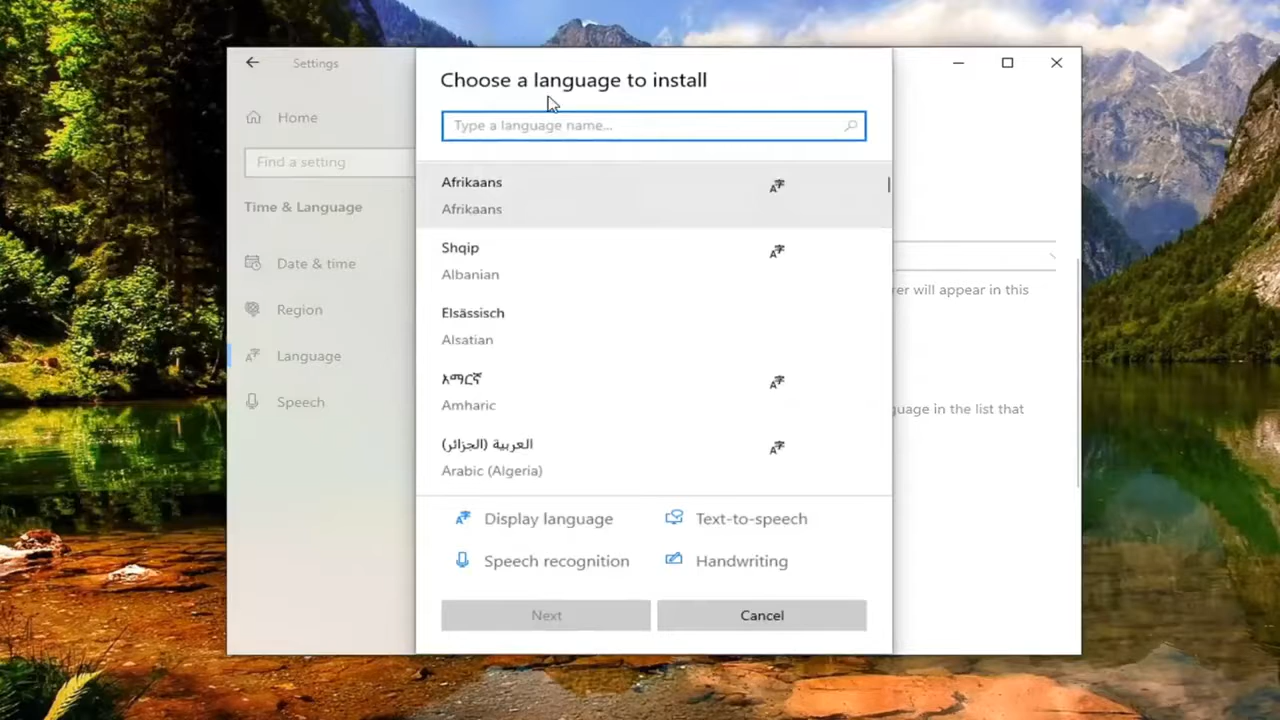 Settings
Home
Find a setting
Time & Language
Date & time
Region
Language
Speech
Choose a language to install
Type a language name...
Afrikaans
Afrikaans
Shqip
Albanian
Elsässisch
Alsatian
አማርኛ
Amharic
العربية (الجزائر)
Arabic (Algeria)
Display language
Text-to-speech
Speech recognition
Handwriting
Next
Cancel
rer will appear in this
guage in the list that